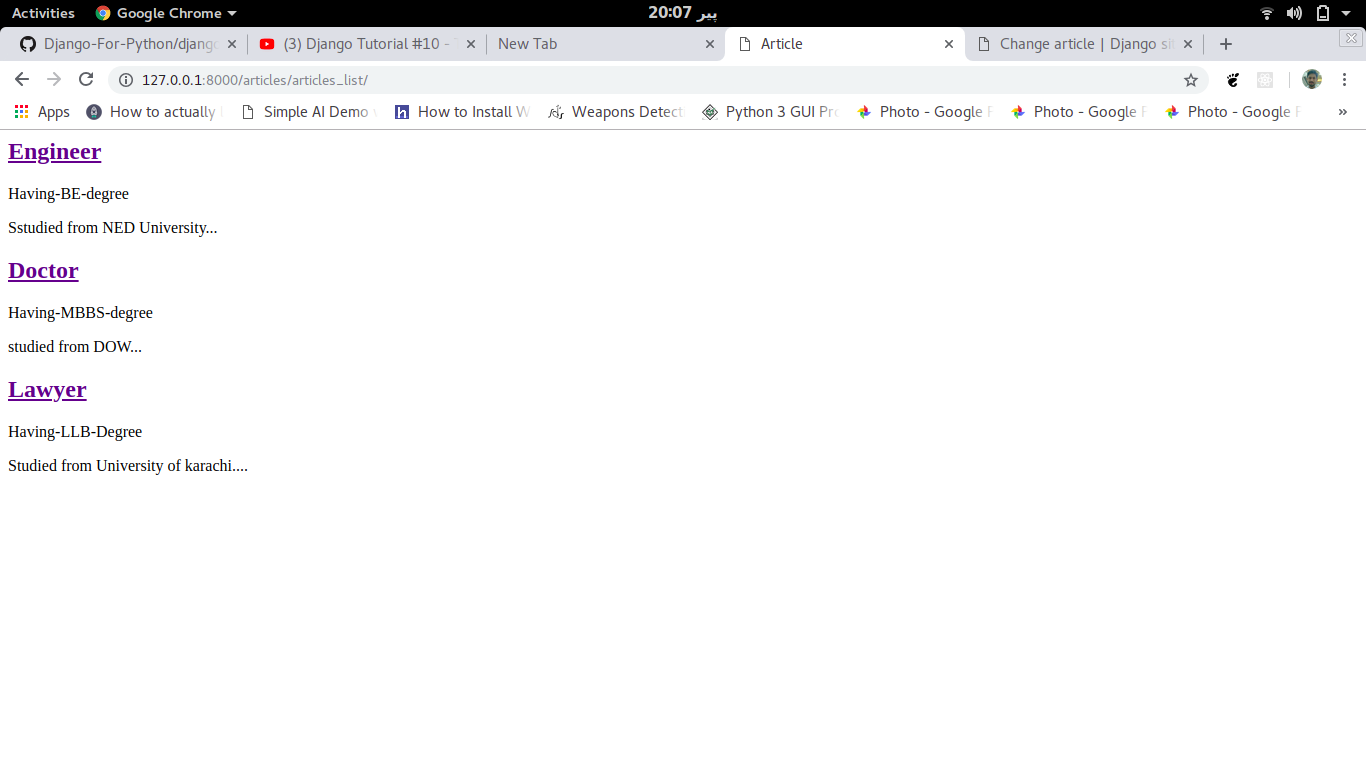 Activities Google Chrome 20:07 پیر
Django-For-Python/djang (3) Django Tutorial #10 - New Tab Article Change article | Django si
127.0.0.1:8000/articles/articles_list/
Apps How to actually Simple AI Demo How to Install W Weapons Detect Python 3 GUI Pr Photo - Google Photo - Google Photo - Google »
Engineer
Having-BE-degree
Sstudied from NED University...
Doctor
Having-MBBS-degree
studied from DOW...
Lawyer
Having-LLB-Degree
Studied from University of karachi....